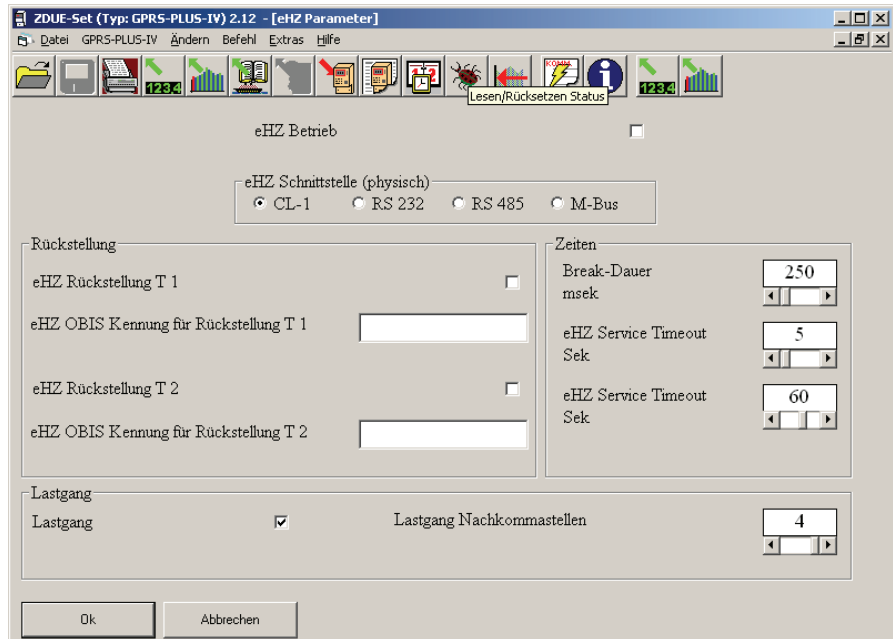 ZDUE-Set (Typ: GPRS-PLUS-IV) 2.12 - [eHZ Parameter]
Datei GPRS-PLUS-IV Ändern Befehl Extras Hilfe
1234
KOMM.
1234
Lesen/Rücksetzen Status
eHZ Betrieb
eHZ Schnittstelle (physisch)
CL-1 RS 232 RS 485 M-Bus
Rückstellung
eHZ Rückstellung T 1
eHZ OBIS Kennung für Rückstellung T 1
eHZ Rückstellung T 2
eHZ OBIS Kennung für Rückstellung T 2
Zeiten
Break-Dauer
msek
250
eHZ Service Timeout
Sek
5
eHZ Service Timeout
Sek
60
Lastgang
Lastgang
Lastgang Nachkommastellen
4
Ok
Abbrechen